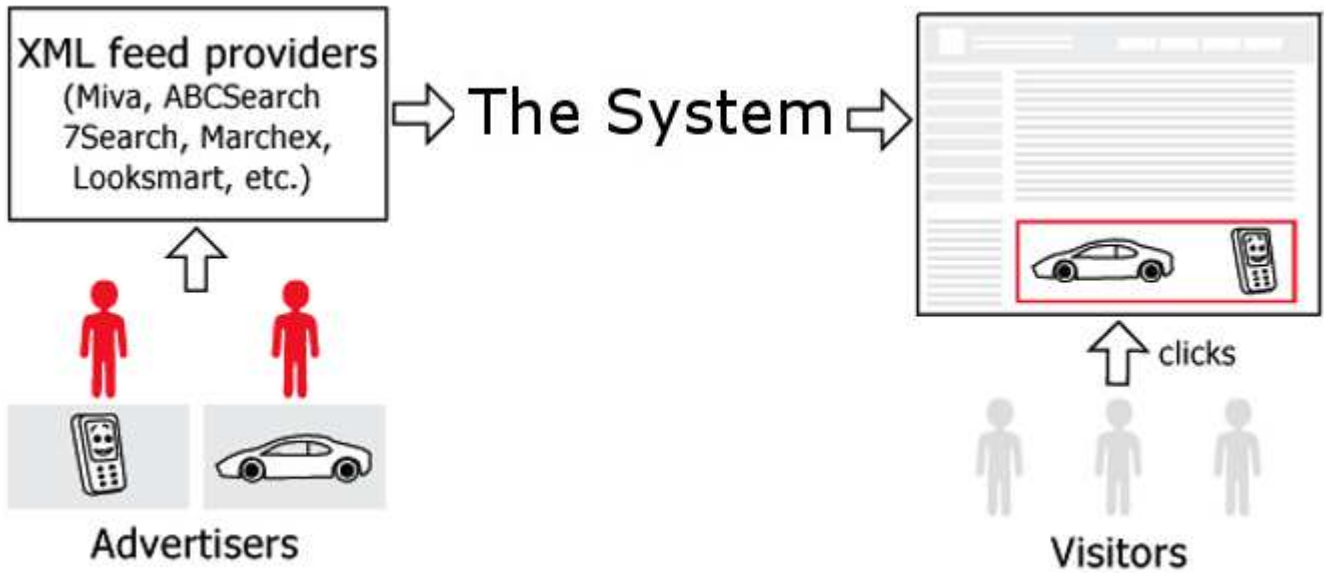 XML feed providers
(Miva, ABCSearch
7Search, Marchex,
Looksmart, etc.)
The System
clicks
Advertisers
Visitors